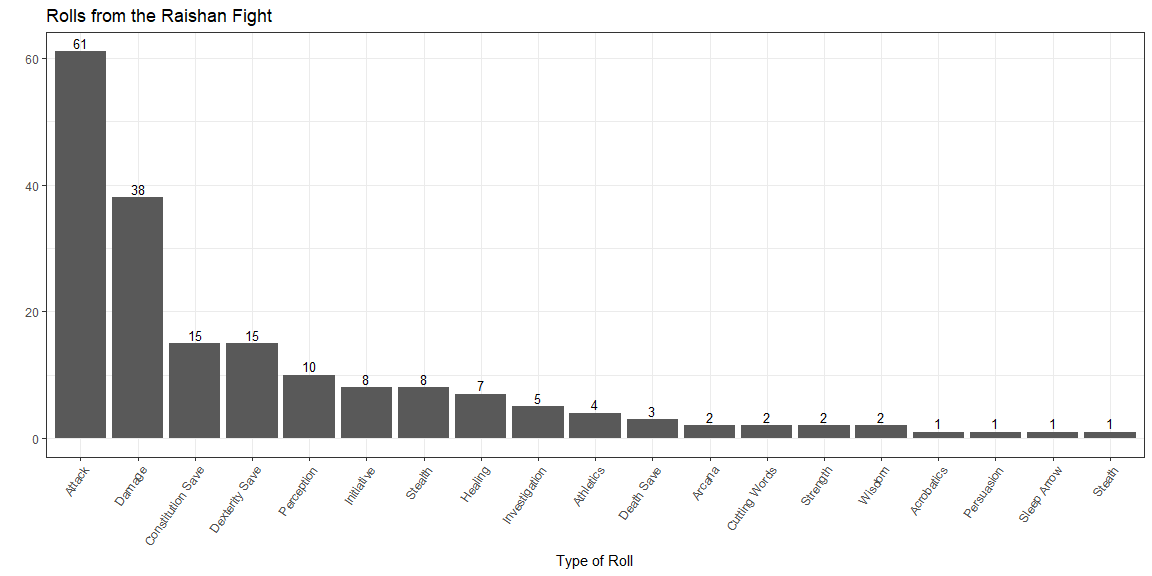 Rolls from the Raishan Fight
60
40
20
0
61
38
15
15
10
8
8
7
5
4
3
2
2
2
2
1
1
1
1
Attack
Damage
Constitution Save
Dexterity Save
Perception
Initiative
Stealth
Healing
Investigation
Athletics
Death Save
Arcana
Cutting Words
Strength
Wisdom
Acrobatics
Persuasion
Sleep Arrow
Steath
Type of Roll